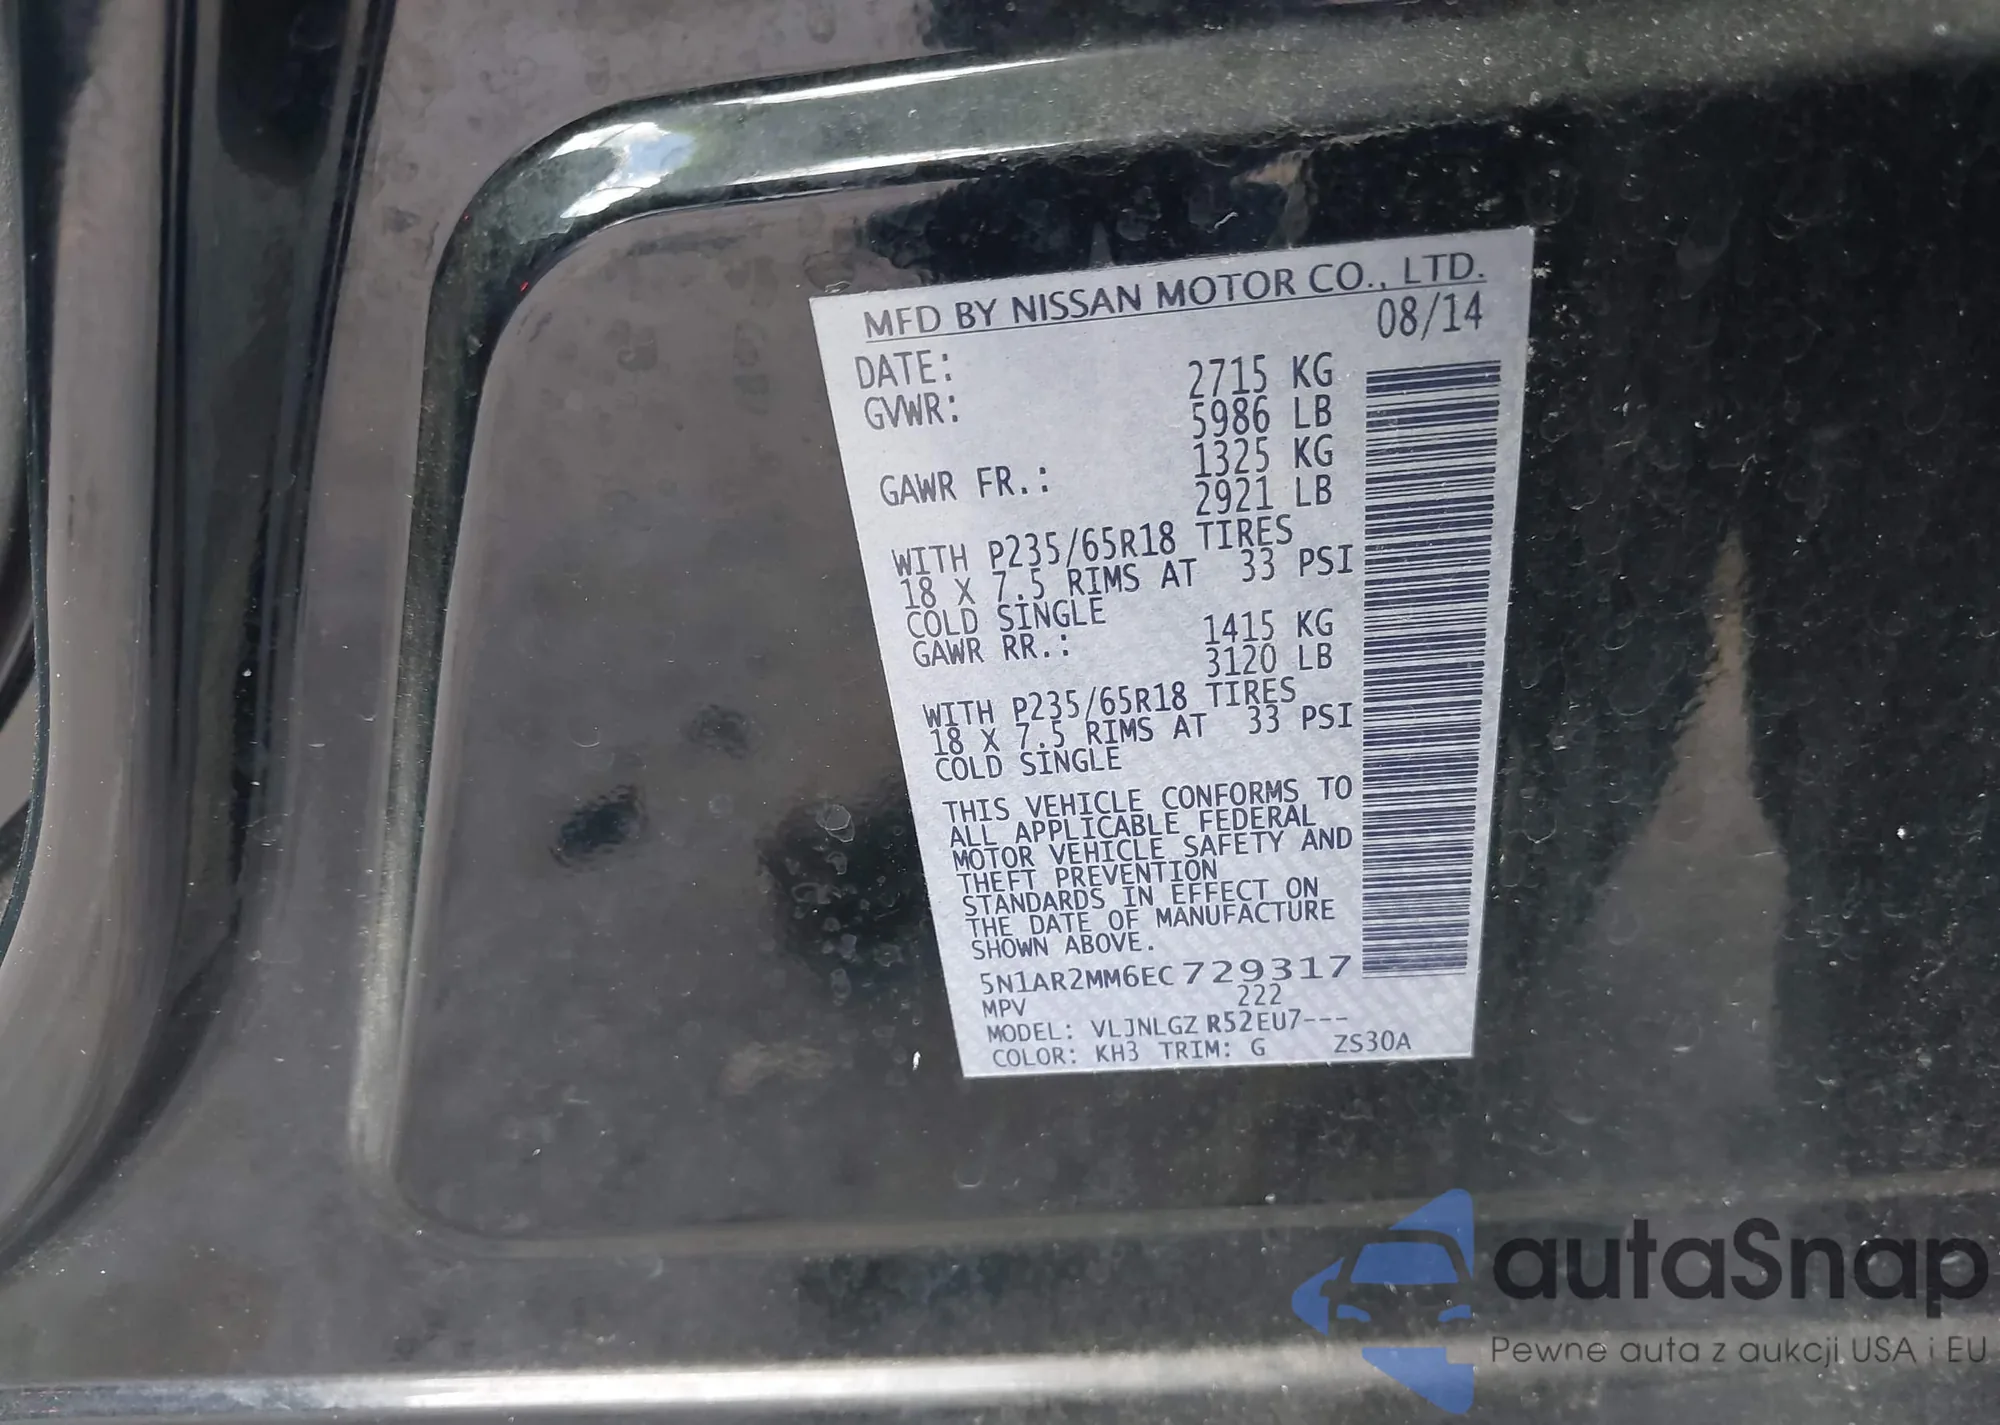 MFD BY NISSAN MOTOR CO., LTD.
DATE: 08/14
GVWR: 2715 KG
5986 LB
GAWR FR.: 1325 KG
2921 LB
WITH P235/65R18 TIRES
18 X 7.5 RIMS AT 33 PSI
COLD SINGLE
GAWR RR.: 1415 KG
3120 LB
WITH P235/65R18 TIRES
18 X 7.5 RIMS AT 33 PSI
COLD SINGLE
THIS VEHICLE CONFORMS TO
ALL APPLICABLE FEDERAL
MOTOR VEHICLE SAFETY AND
THEFT PREVENTION
STANDARDS IN EFFECT ON
THE DATE OF MANUFACTURE
SHOWN ABOVE.
5N1AR2MM6EC729317
MPV 222
MODEL: VLJNLGZ R52EU7---
COLOR: KH3 TRIM: G ZS30A
autaSnap
Pewne auta z aukcji USA i EU